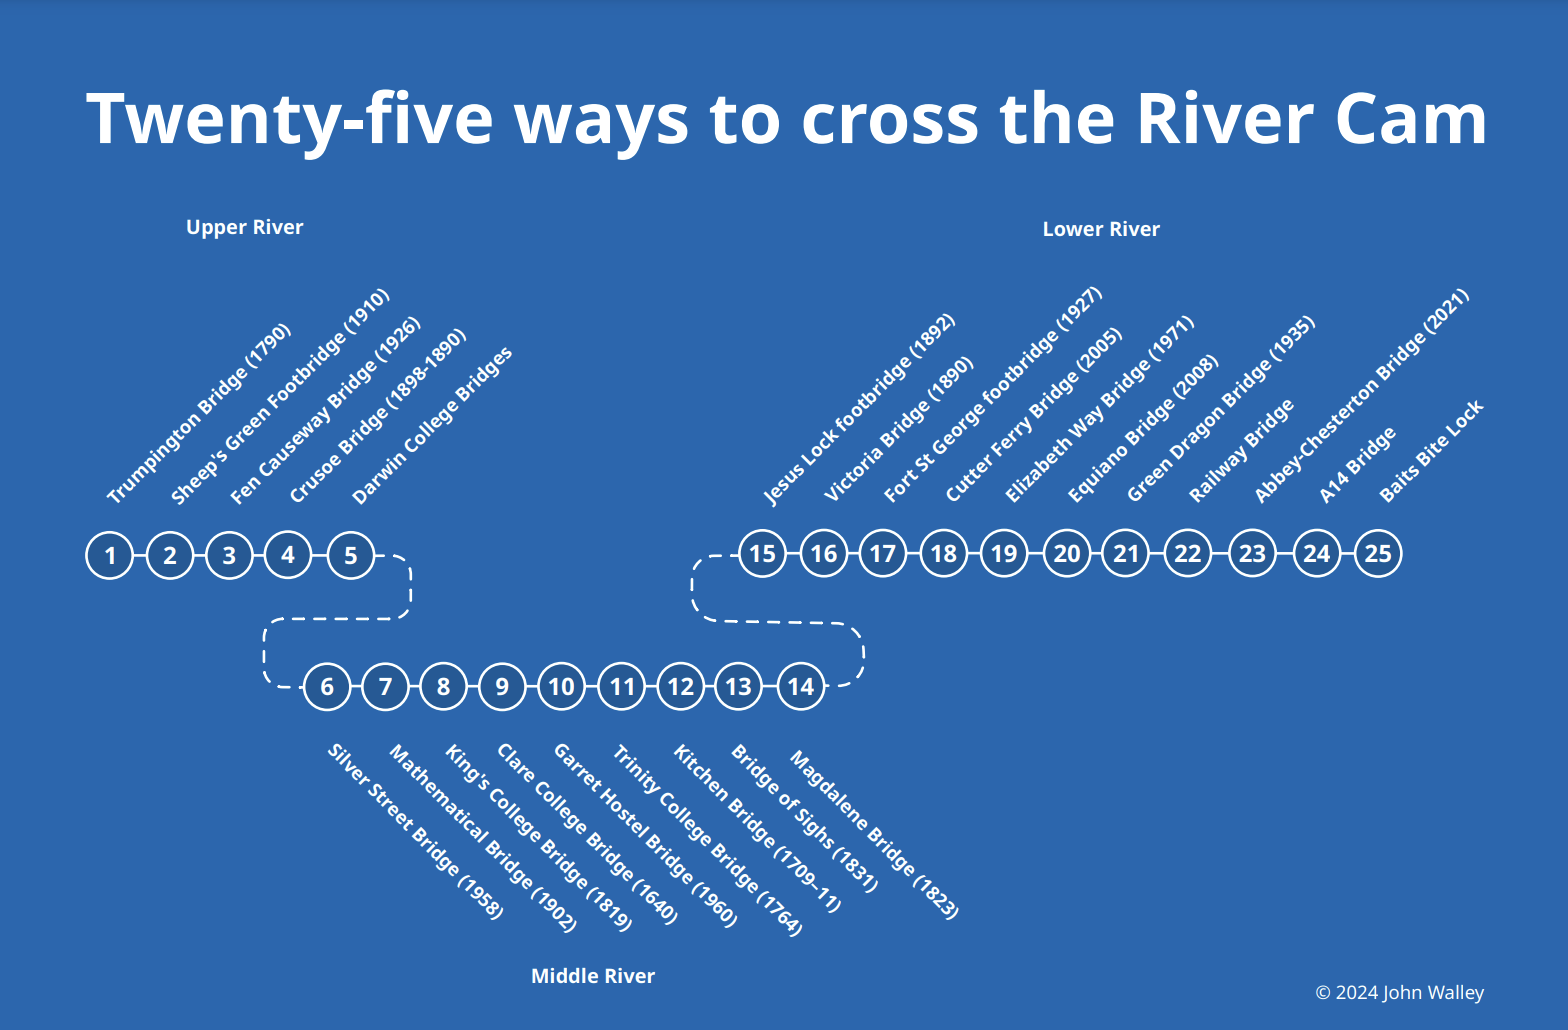 Twenty-five ways to cross the River Cam
Upper River
Lower River
Trumpington Bridge (1790)
Sheep's Green Footbridge (1910)
Fen Causeway Bridge (1926)
Crusoe Bridge (1898-1890)
Darwin College Bridges
Jesus Lock footbridge (1892)
Victoria Bridge (1890)
Fort St George footbridge (1927)
Cutter Ferry Bridge (2005)
Elizabeth Way Bridge (1971)
Equiano Bridge (2008)
Green Dragon Bridge (1935)
Railway Bridge
Abbey-Chesterton Bridge (2021)
A14 Bridge
Baits Bite Lock
1 2 3 4 5
15 16 17 18 19 20 21 22 23 24 25
6 7 8 9 10 11 12 13 14
Silver Street Bridge (1958)
Mathematical Bridge (1902)
King's College Bridge (1819)
Clare College Bridge (1640)
Garret Hostel Bridge (1960)
Trinity College Bridge (1764)
Kitchen Bridge (1709–11)
Bridge of Sighs (1831)
Magdalene Bridge (1823)
Middle River
© 2024 John Walley